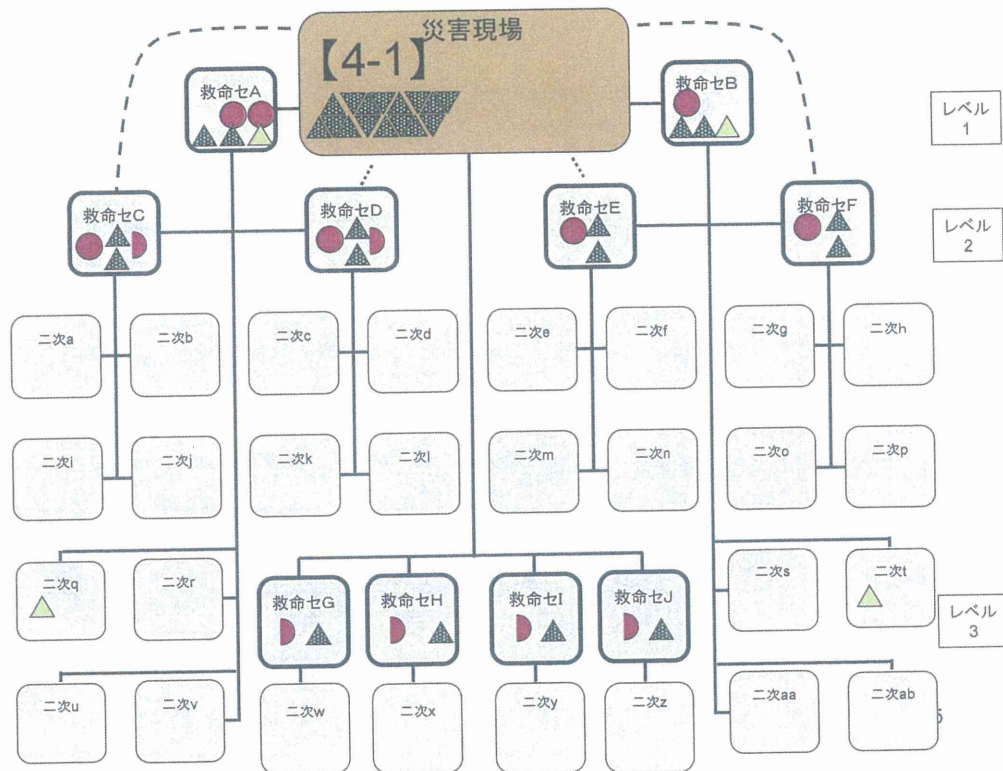 災害現場
【4-1】
救命セA
救命セB
レベル
1
救命セC
救命セD
救命セE
救命セF
レベル
2
二次a
二次b
二次c
二次d
二次e
二次f
二次g
二次h
二次i
二次j
二次k
二次l
二次m
二次n
二次o
二次p
二次q
二次r
救命セG
救命セH
救命セI
救命セJ
二次s
二次t
レベル
3
二次u
二次v
二次w
二次x
二次y
二次z
二次aa
二次ab
5